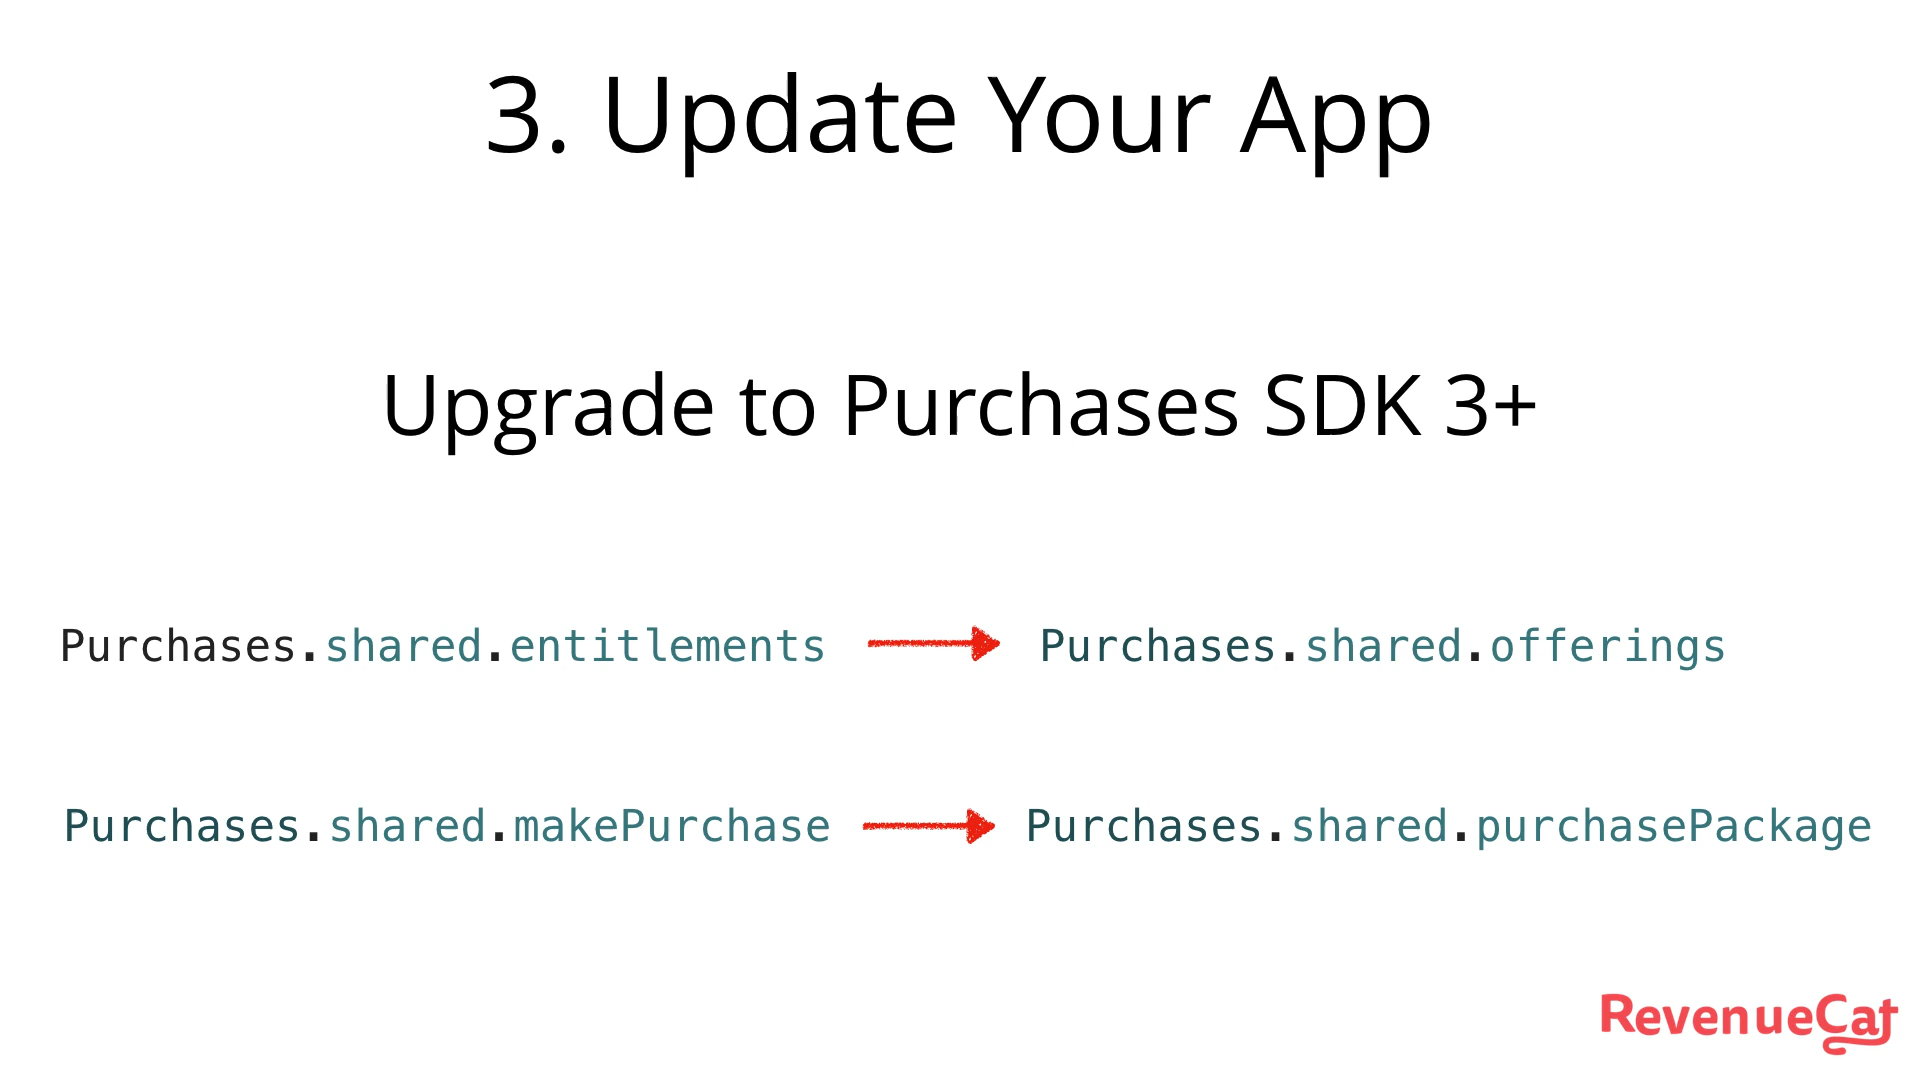 3. Update Your App
Upgrade to Purchases SDK 3+
Purchases.shared.entitlements Purchases.shared.offerings
Purchases.shared.makePurchase Purchases.shared.purchasePackage
RevenueCat